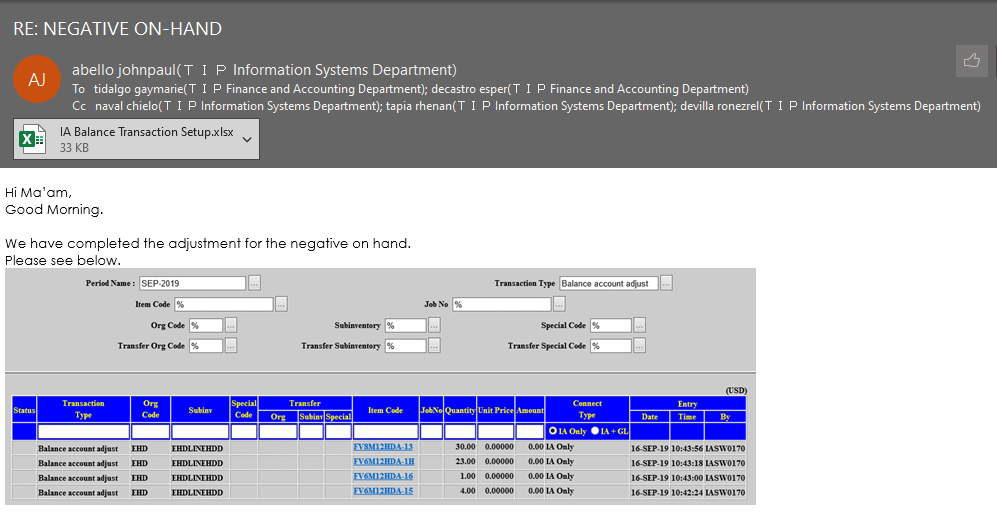 RE: NEGATIVE ON-HAND
AJ
abello johnpaul(T I P Information Systems Department)
To tidalgo gaymarie(T I P Finance and Accounting Department); decastro esper(T I P Finance and Accounting Department)
Cc naval chielo(T I P Information Systems Department); tapia rhenan(T I P Information Systems Department); devilla ronezrel(T I P Information Systems Department)
IA Balance Transaction Setup.xlsx
33 KB
Hi Ma'am,
Good Morning.
We have completed the adjustment for the negative on hand.
Please see below.
Period Name : SEP-2019 ... Transaction Type Balance account adjust ...
Item Code % ... Job No % ...
Org Code % ... Subinventory % ... Special Code % ...
Transfer Org Code % ... Transfer Subinventory % ... Transfer Special Code % ...
(USD)
Status Transaction Type Org Code Subinv Special Code Transfer Item Code JobNo Quantity Unit Price Amount Connect Type Entry
Org Subinv Special Date Time By
IA Only IA + GL
Balance account adjust EHD EHDLINEHDD FV8M12HDA-13 30.00 0.00000 0.00 IA Only 16-SEP-19 10:43:56 IASW0170
Balance account adjust EHD EHDLINEHDD FV6M12HDA-1H 23.00 0.00000 0.00 IA Only 16-SEP-19 10:43:18 IASW0170
Balance account adjust EHD EHDLINEHDD FV6M12HDA-16 1.00 0.00000 0.00 IA Only 16-SEP-19 10:43:00 IASW0170
Balance account adjust EHD EHDLINEHDD FV6M12HDA-15 4.00 0.00000 0.00 IA Only 16-SEP-19 10:42:24 IASW0170